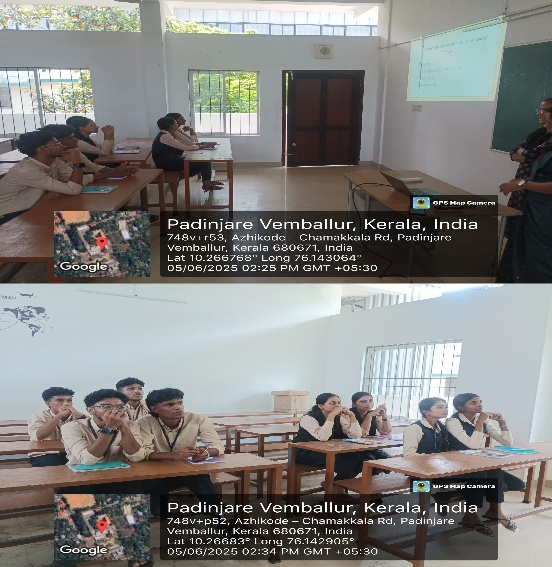 GPS Map Camera
Padinjare Vemballur, Kerala, India
748v+r53, Azhikode - Chamakkala Rd, Padinjare
Vemballur, Kerala 680671, India
Lat 10.266768° Long 76.143064°
05/06/2025 02:25 PM GMT +05:30
Google
GPS Map Camera
Padinjare Vemballur, Kerala, India
748v+p52, Azhikode – Chamakkala Rd, Padinjare
Vemballur, Kerala 680671, India
Lat 10.26683° Long 76.142905°
05/06/2025 02:34 PM GMT +05:30
Google